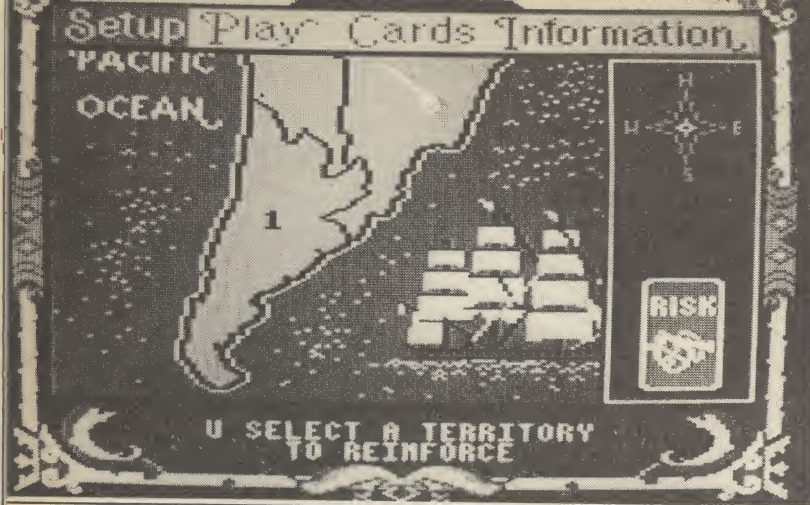 Setup Play Cards Information
PACIFIC
OCEAN
N
W E
S
1
RISK
U SELECT A TERRITORY
TO REINFORCE